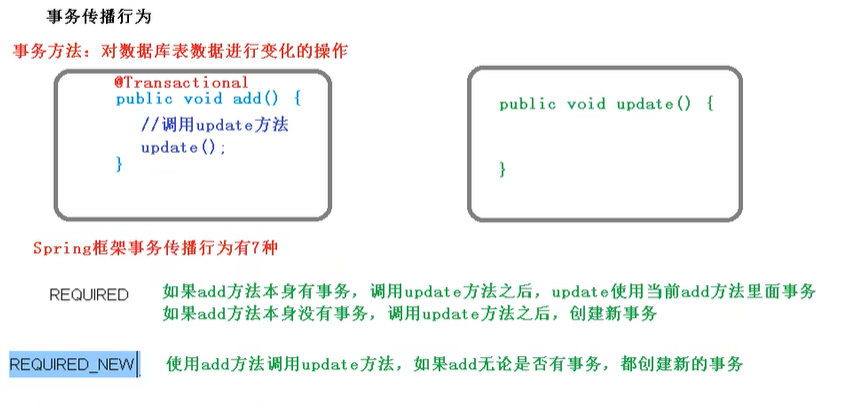 事务传播行为
事务方法：对数据库表数据进行变化的操作
@Transactional
public void add() {
//调用update方法
update();
}
public void update() {
}
Spring框架事务传播行为有7种
REQUIRED
如果add方法本身有事务，调用update方法之后，update使用当前add方法里面事务
如果add方法本身没有事务，调用update方法之后，创建新事务
REQUIRED_NEW
使用add方法调用update方法，如果add无论是否有事务，都创建新的事务